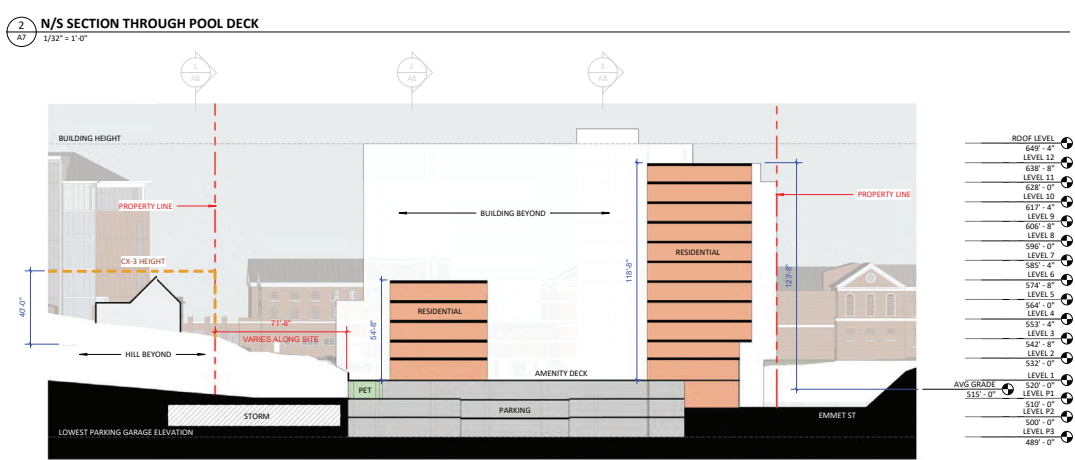 2
A7
N/S SECTION THROUGH POOL DECK
1/32" = 1'-0"
1
A8
2
A8
3
A8
BUILDING HEIGHT
PROPERTY LINE
PROPERTY LINE
BUILDING BEYOND
CX-3 HEIGHT
RESIDENTIAL
RESIDENTIAL
40'-0"
71'-8"
VARIES ALONG SITE
54'-8"
118'-8"
123'-8"
HILL BEYOND
AMENITY DECK
PET
PARKING
STORM
EMMET ST
LOWEST PARKING GARAGE ELEVATION
ROOF LEVEL
649' - 4"
LEVEL 12
638' - 8"
LEVEL 11
628' - 0"
LEVEL 10
617' - 4"
LEVEL 9
606' - 8"
LEVEL 8
596' - 0"
LEVEL 7
585' - 4"
LEVEL 6
574' - 8"
LEVEL 5
564' - 0"
LEVEL 4
553' - 4"
LEVEL 3
542' - 8"
LEVEL 2
532' - 0"
LEVEL 1
520' - 0"
AVG GRADE
515' - 0"
LEVEL P1
510' - 0"
LEVEL P2
500' - 0"
LEVEL P3
489' - 0"